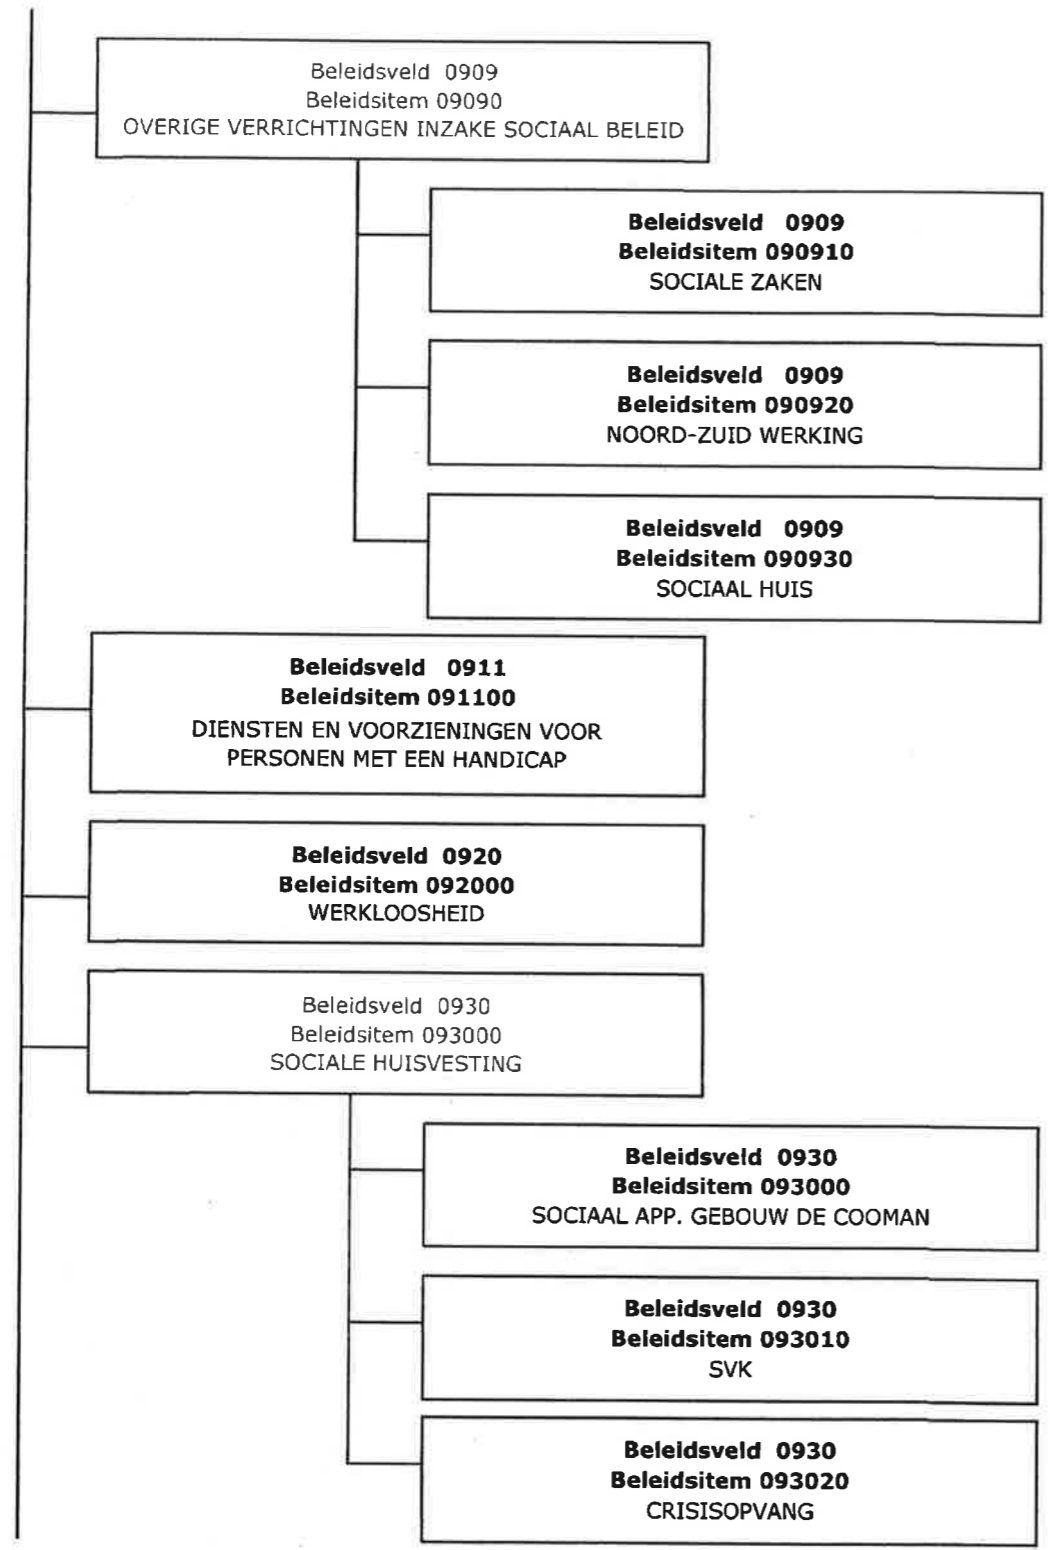 Beleidsveld 0909
Beleidsitem 09090
OVERIGE VERRICHTINGEN INZAKE SOCIAAL BELEID
Beleidsveld 0909
Beleidsitem 090910
SOCIALE ZAKEN
Beleidsveld 0909
Beleidsitem 090920
NOORD-ZUID WERKING
Beleidsveld 0909
Beleidsitem 090930
SOCIAAL HUIS
Beleidsveld 0911
Beleidsitem 091100
DIENSTEN EN VOORZIENINGEN VOOR
PERSONEN MET EEN HANDICAP
Beleidsveld 0920
Beleidsitem 092000
WERKLOOSHEID
Beleidsveld 0930
Beleidsitem 093000
SOCIALE HUISVESTING
Beleidsveld 0930
Beleidsitem 093000
SOCIAAL APP. GEBOUW DE COOMAN
Beleidsveld 0930
Beleidsitem 093010
SVK
Beleidsveld 0930
Beleidsitem 093020
CRISISOPVANG